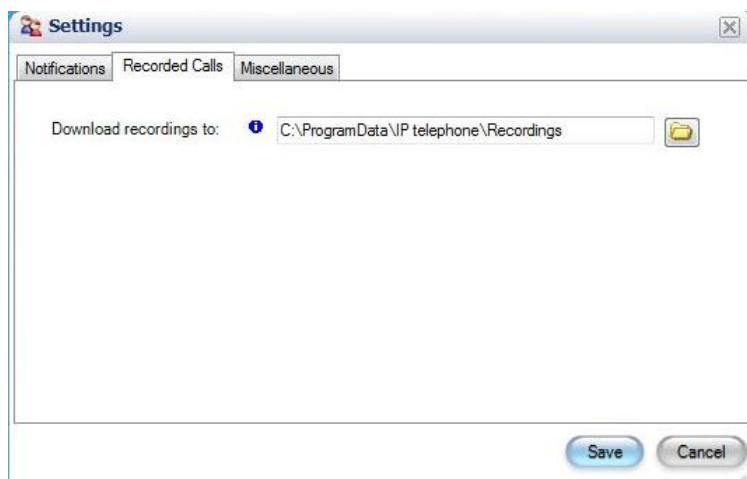 Settings
Notifications Recorded Calls Miscellaneous
Download recordings to: C:\ProgramData\IP telephone\Recordings
Save Cancel